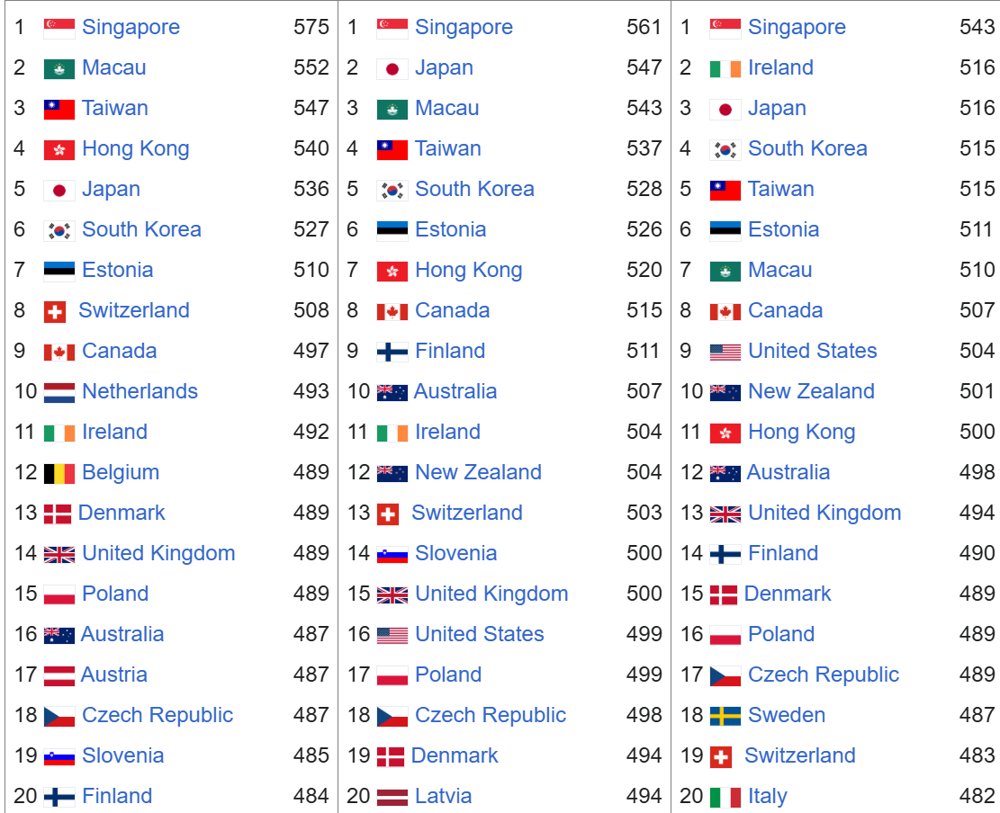 1 Singapore 575 1 Singapore 561 1 Singapore 543
2 Macau 552 2 Japan 547 2 Ireland 516
3 Taiwan 547 3 Macau 543 3 Japan 516
4 Hong Kong 540 4 Taiwan 537 4 South Korea 515
5 Japan 536 5 South Korea 528 5 Taiwan 515
6 South Korea 527 6 Estonia 526 6 Estonia 511
7 Estonia 510 7 Hong Kong 520 7 Macau 510
8 Switzerland 508 8 Canada 515 8 Canada 507
9 Canada 497 9 Finland 511 9 United States 504
10 Netherlands 493 10 Australia 507 10 New Zealand 501
11 Ireland 492 11 Ireland 504 11 Hong Kong 500
12 Belgium 489 12 New Zealand 504 12 Australia 498
13 Denmark 489 13 Switzerland 503 13 United Kingdom 494
14 United Kingdom 489 14 Slovenia 500 14 Finland 490
15 Poland 489 15 United Kingdom 500 15 Denmark 489
16 Australia 487 16 United States 499 16 Poland 489
17 Austria 487 17 Poland 499 17 Czech Republic 489
18 Czech Republic 487 18 Czech Republic 498 18 Sweden 487
19 Slovenia 485 19 Denmark 494 19 Switzerland 483
20 Finland 484 20 Latvia 494 20 Italy 482